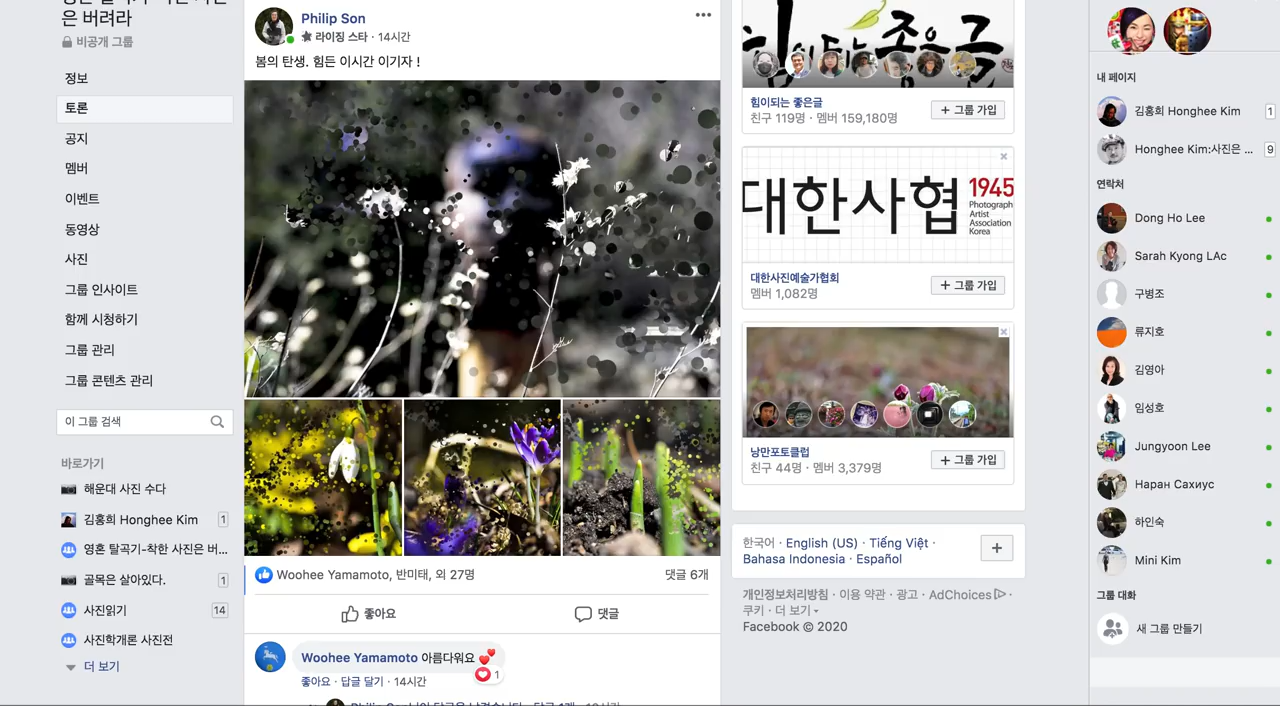 은 버려라
비공개 그룹
정보
토론
공지
멤버
이벤트
동영상
사진
그룹 인사이트
함께 시청하기
그룹 관리
그룹 콘텐츠 관리
이 그룹 검색
바로가기
해운대 사진 수다
김홍희 Honghee Kim 1
영혼 탈곡기-착한 사진은 버...
골목은 살아있다. 1
사진읽기 14
사진학개론 사진전
더 보기
Philip Son
라이징 스타 · 14시간
봄의 탄생. 힘든 이시간 이기자 !
Woohee Yamamoto, 반미태, 외 27명
댓글 6개
좋아요
댓글
Woohee Yamamoto 아름다워요
1
좋아요 · 답글 달기 · 14시간
힘이되는 좋은글
힘이되는 좋은글
친구 119명 · 멤버 159,180명
+ 그룹 가입
대한사협
1945
Photograph
Artist
Association
Korea
대한사진예술가협회
멤버 1,082명
+ 그룹 가입
낭만포토클럽
친구 44명 · 멤버 3,379명
+ 그룹 가입
한국어 · English (US) · Tiếng Việt ·
Bahasa Indonesia · Español
개인정보처리방침 · 이용 약관 · 광고 · AdChoices ·
쿠키 · 더 보기
Facebook © 2020
내 페이지
김홍희 Honghee Kim 1
Honghee Kim:사진은 ... 9
연락처
Dong Ho Lee
Sarah Kyong LAc
구병조
류지호
김영아
임성호
Jungyoon Lee
Наран Сахиус
하인숙
Mini Kim
그룹 대화
새 그룹 만들기